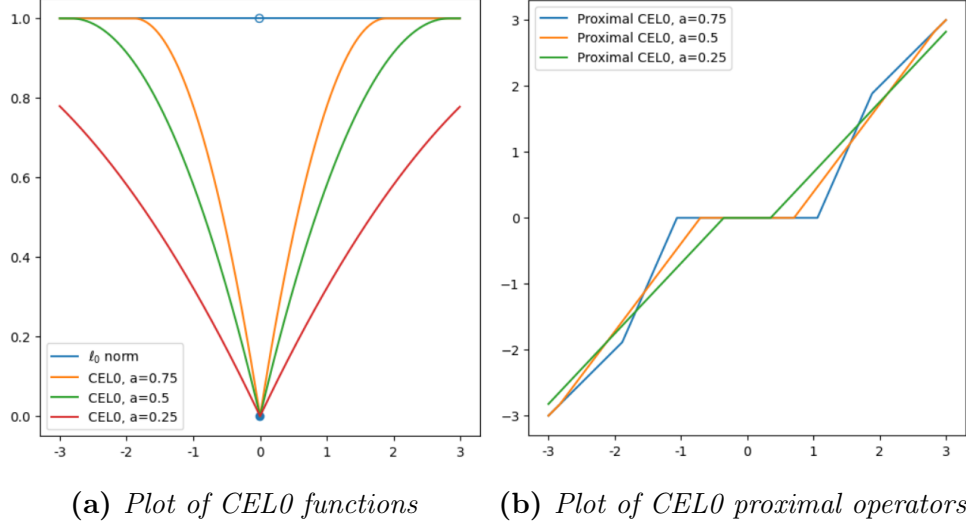 1.0
0.8
0.6
0.4
0.2
0.0
ℓ₀ norm
CEL0, a=0.75
CEL0, a=0.5
CEL0, a=0.25
-3 -2 -1 0 1 2 3
Proximal CEL0, a=0.75
Proximal CEL0, a=0.5
Proximal CEL0, a=0.25
3
2
1
0
−1
−2
−3
-3 -2 -1 0 1 2 3
(a) Plot of CEL0 functions
(b) Plot of CEL0 proximal operators